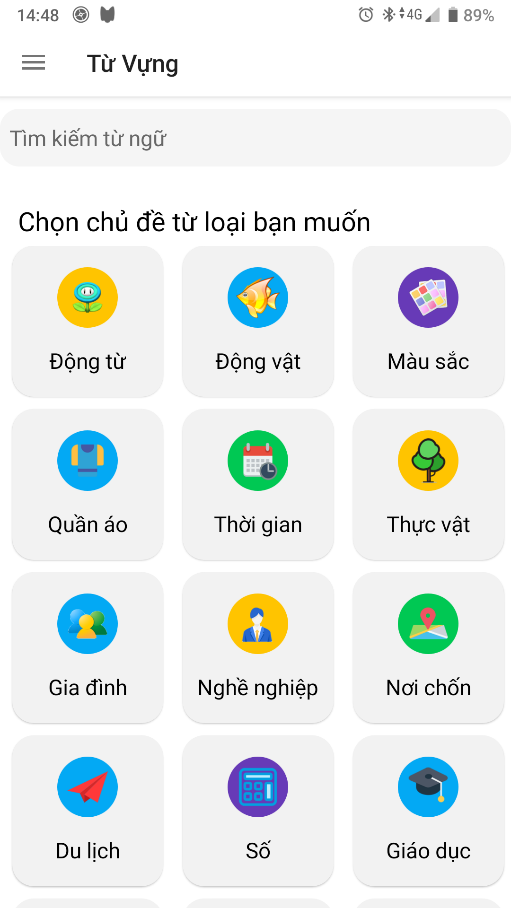 14:48 4G 89%
Từ Vựng
Tìm kiếm từ ngữ
Chọn chủ đề từ loại bạn muốn
Động từ Động vật Màu sắc
Quần áo Thời gian Thực vật
Gia đình Nghề nghiệp Nơi chốn
Du lịch Số Giáo dục